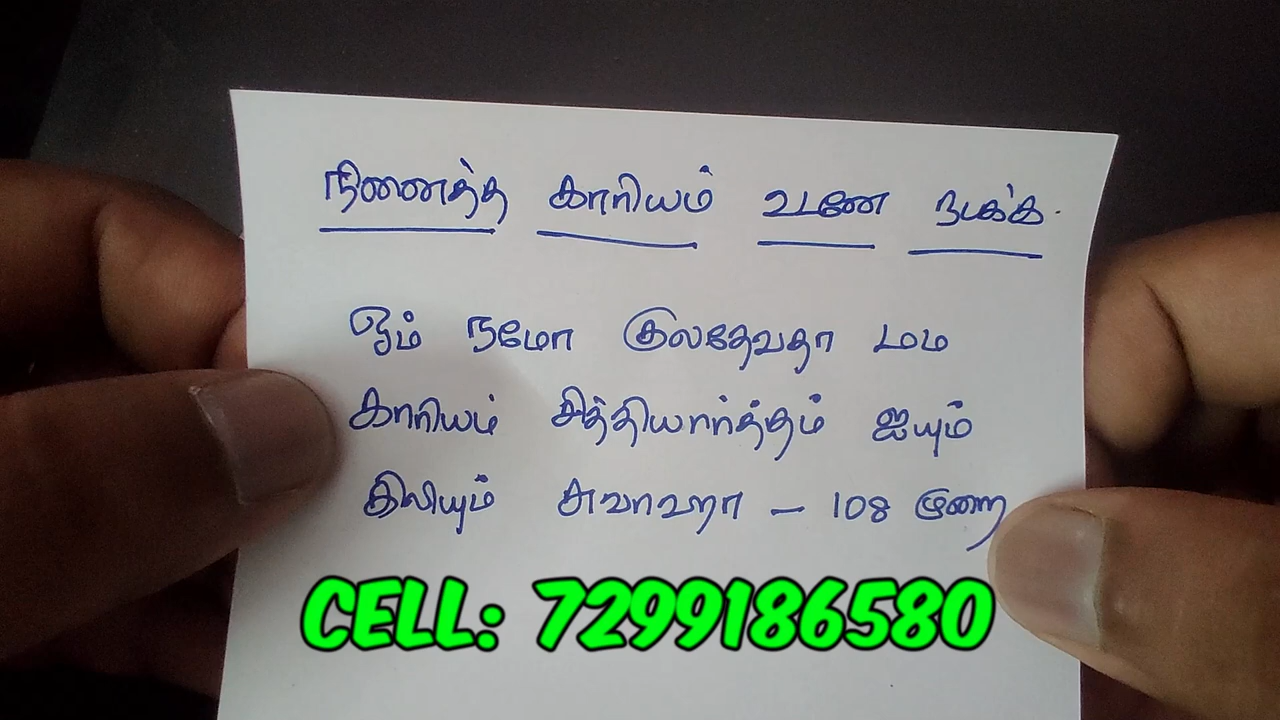 நினைத்த காரியம் உடனே நடக்க.
ஓம் நமோ குலதேவதா மம
காரியம் சித்தியார்த்தம் ஐயும்
கிலியும் சுவாஹா – 108 முறை
CELL: 7299186580